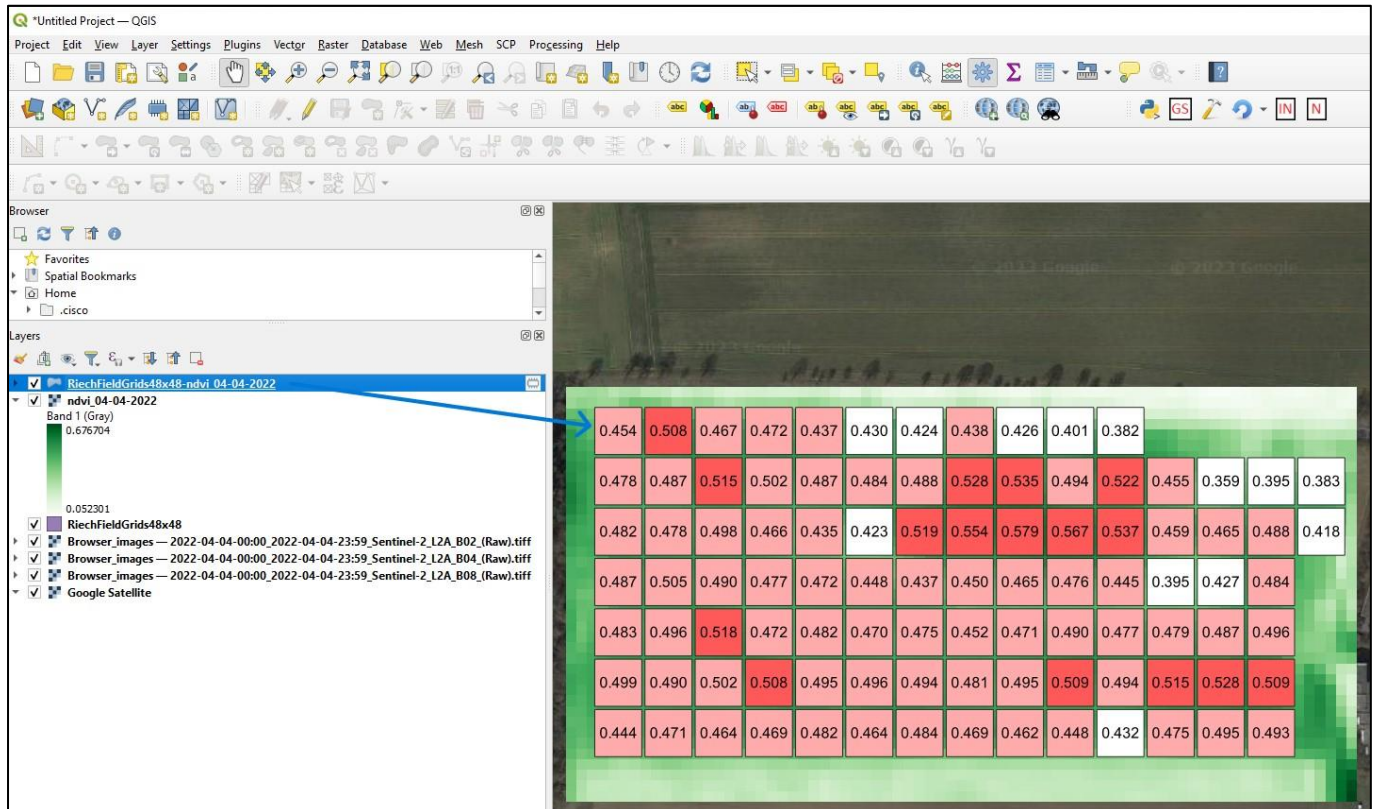 *Untitled Project — QGIS
Project Edit View Layer Settings Plugins Vector Raster Database Web Mesh SCP Processing Help
abc abc abc abc abc abc abc GS IN N
Browser
Favorites
Spatial Bookmarks
Home
.cisco
2023 Google © 2023 Google
© 2023 Google
Layers
RiechFieldGrids48x48-ndvi_04-04-2022
ndvi_04-04-2022
Band 1 (Gray)
0.676704
0.052301
RiechFieldGrids48x48
Browser_images — 2022-04-04-00:00_2022-04-04-23:59_Sentinel-2_L2A_B02_(Raw).tiff
Browser_images — 2022-04-04-00:00_2022-04-04-23:59_Sentinel-2_L2A_B04_(Raw).tiff
Browser_images — 2022-04-04-00:00_2022-04-04-23:59_Sentinel-2_L2A_B08_(Raw).tiff
Google Satellite
0.454 0.508 0.467 0.472 0.437 0.430 0.424 0.438 0.426 0.401 0.382
0.478 0.487 0.515 0.502 0.487 0.484 0.488 0.528 0.535 0.494 0.522 0.455 0.359 0.395 0.383
0.482 0.478 0.498 0.466 0.435 0.423 0.519 0.554 0.579 0.567 0.537 0.459 0.465 0.488 0.418
0.487 0.505 0.490 0.477 0.472 0.448 0.437 0.450 0.465 0.476 0.445 0.395 0.427 0.484
0.483 0.496 0.518 0.472 0.482 0.470 0.475 0.452 0.471 0.490 0.477 0.479 0.487 0.496
0.499 0.490 0.502 0.508 0.495 0.496 0.494 0.481 0.495 0.509 0.494 0.515 0.528 0.509
0.444 0.471 0.464 0.469 0.482 0.464 0.484 0.469 0.462 0.448 0.432 0.475 0.495 0.493